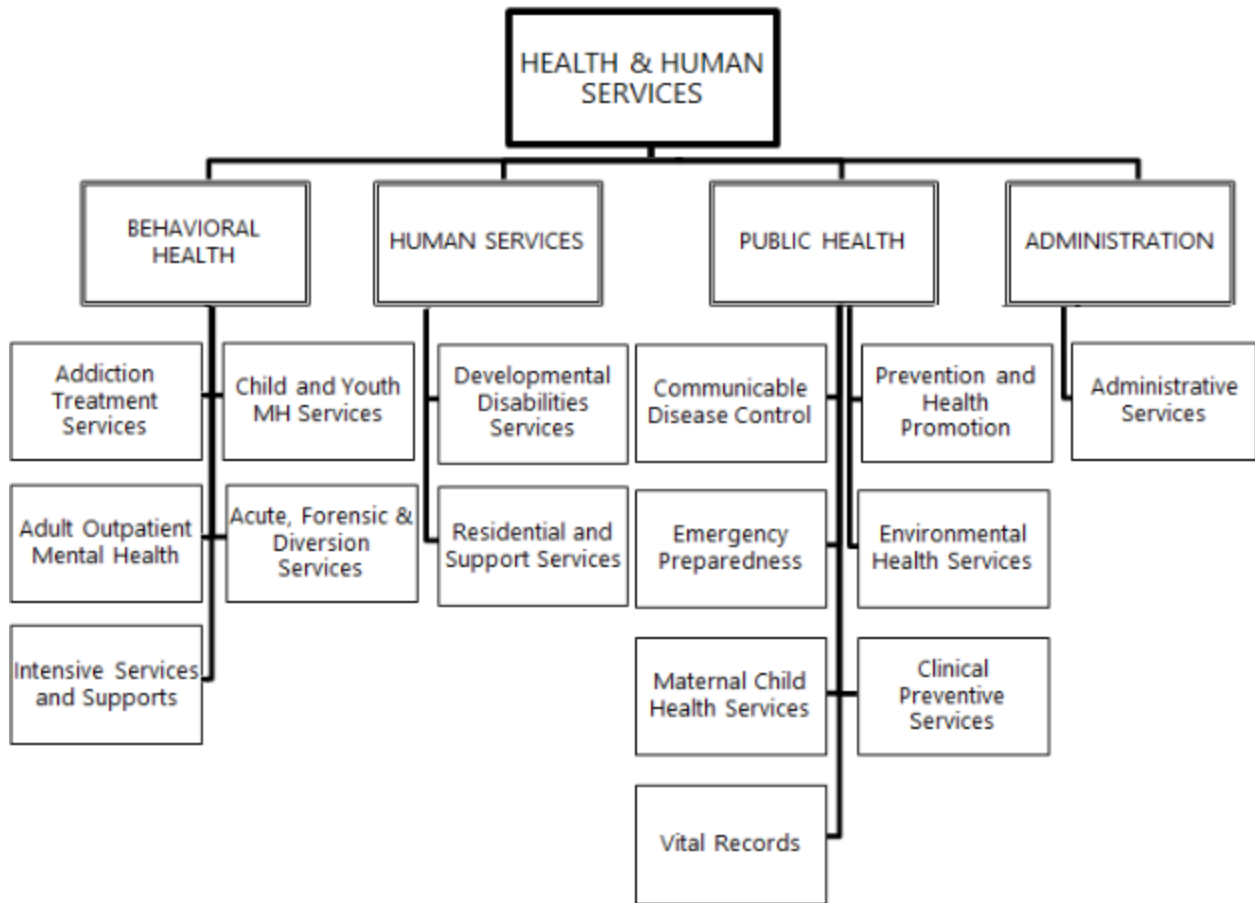 HEALTH & HUMAN
SERVICES
BEHAVIORAL
HEALTH
HUMAN SERVICES
PUBLIC HEALTH
ADMINISTRATION
Addiction
Treatment
Services
Child and Youth
MH Services
Developmental
Disabilities
Services
Communicable
Disease Control
Prevention and
Health
Promotion
Administrative
Services
Adult Outpatient
Mental Health
Acute, Forensic &
Diversion
Services
Residential and
Support Services
Emergency
Preparedness
Environmental
Health Services
Intensive Services
and Supports
Maternal Child
Health Services
Clinical
Preventive
Services
Vital Records